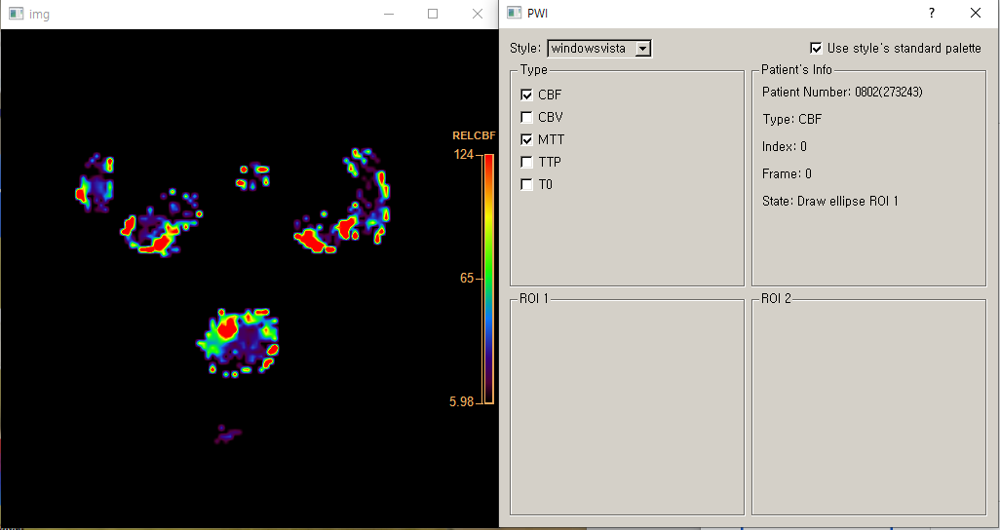 img
RELCBF
124
65
5.98
PWI
?
Style: windowsvista
Use style's standard palette
Type
CBF
CBV
MTT
TTP
T0
Patient's Info
Patient Number: 0802(273243)
Type: CBF
Index: 0
Frame: 0
State: Draw ellipse ROI 1
ROI 1
ROI 2